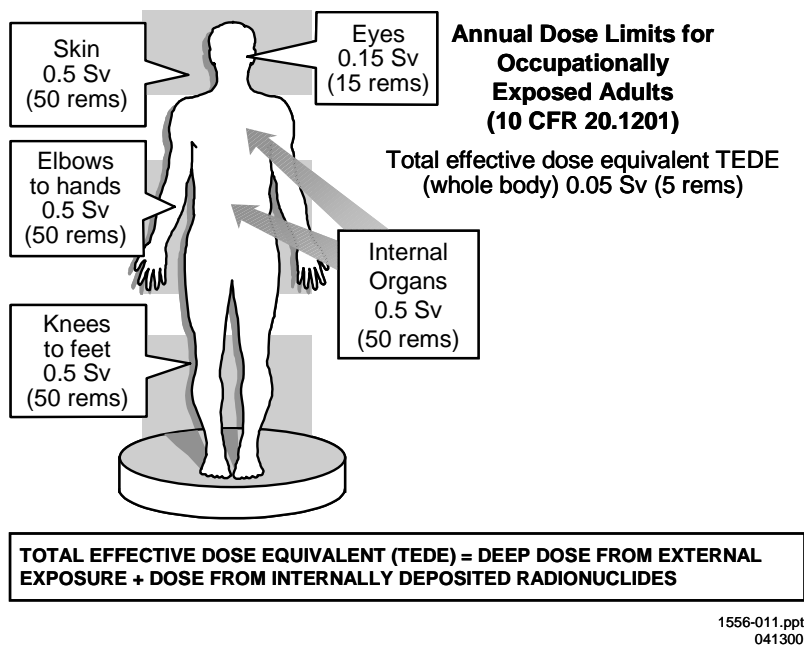 Skin
0.5 Sv
(50 rems)
Eyes
0.15 Sv
(15 rems)
Annual Dose Limits for
Occupationally
Exposed Adults
(10 CFR 20.1201)
Total effective dose equivalent TEDE
(whole body) 0.05 Sv (5 rems)
Elbows
to hands
0.5 Sv
(50 rems)
Internal
Organs
0.5 Sv
(50 rems)
Knees
to feet
0.5 Sv
(50 rems)
TOTAL EFFECTIVE DOSE EQUIVALENT (TEDE) = DEEP DOSE FROM EXTERNAL
EXPOSURE + DOSE FROM INTERNALLY DEPOSITED RADIONUCLIDES
1556-011.ppt
041300